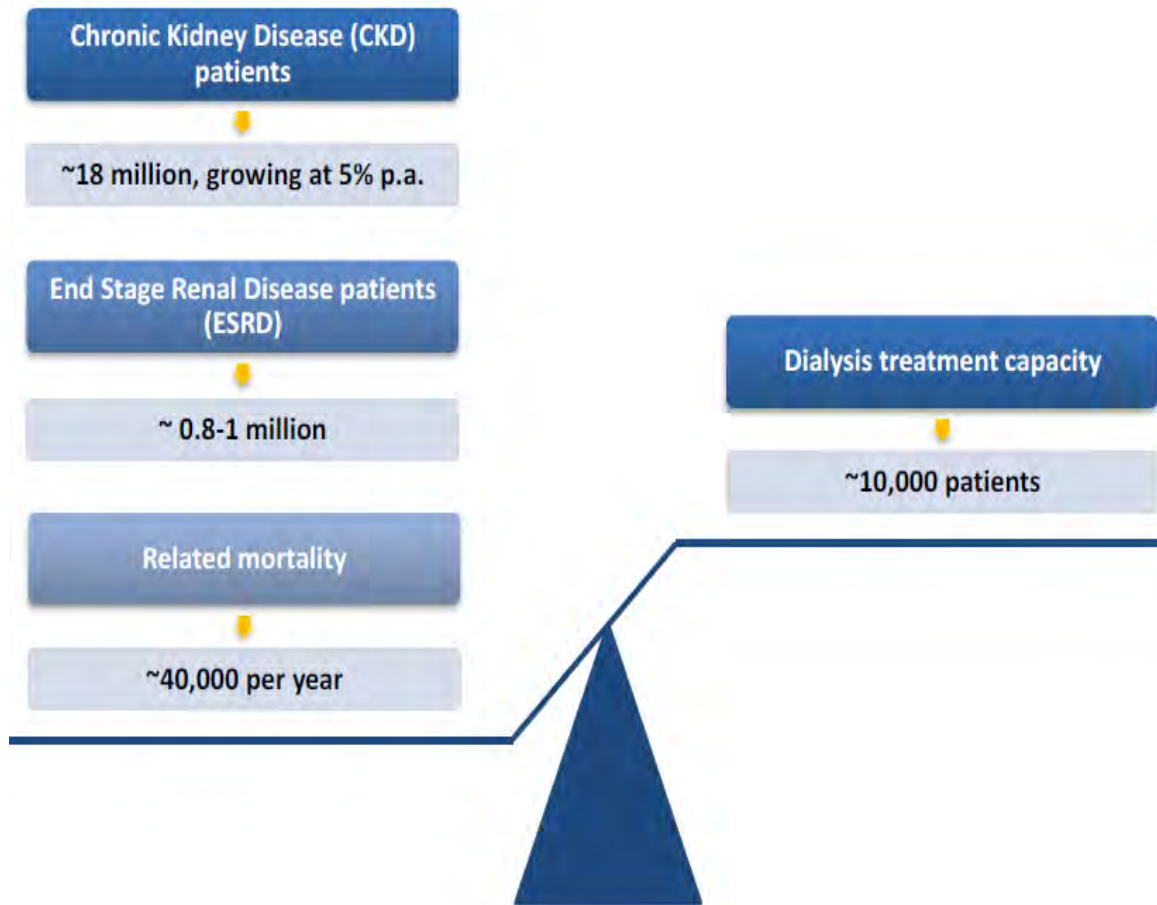 Chronic Kidney Disease (CKD)
patients
~18 million, growing at 5% p.a.
End Stage Renal Disease patients
(ESRD)
~ 0.8-1 million
Related mortality
~40,000 per year
Dialysis treatment capacity
~10,000 patients